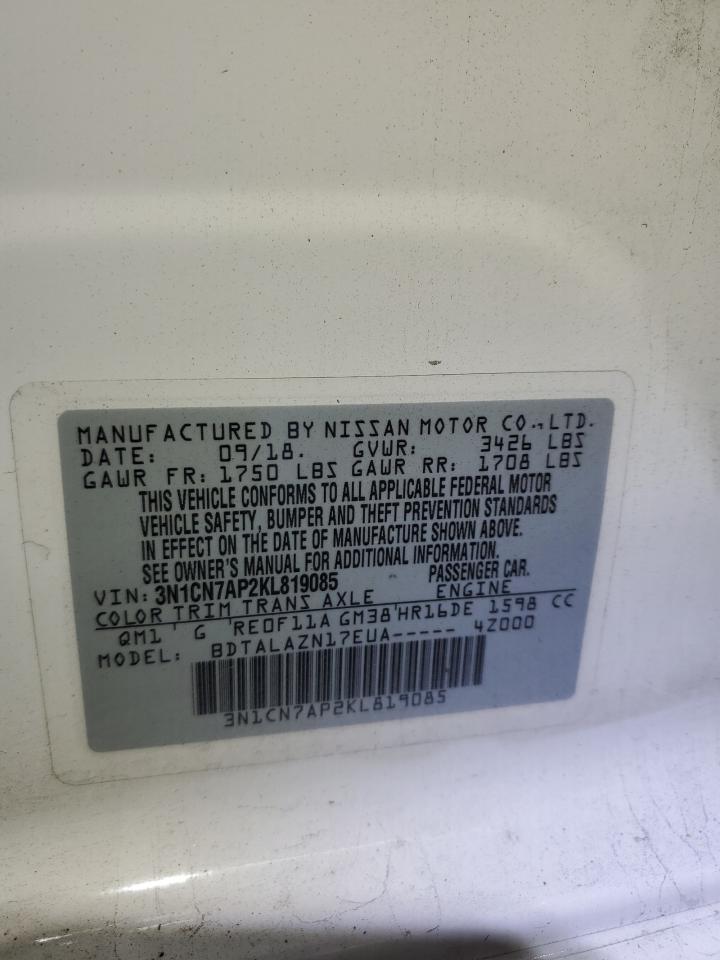 MANUFACTURED BY NISSAN MOTOR CO., LTD.
DATE: 09/18. GVWR: 3426 LBS
GAWR FR: 1750 LBS GAWR RR: 1708 LBS
THIS VEHICLE CONFORMS TO ALL APPLICABLE FEDERAL MOTOR
VEHICLE SAFETY, BUMPER AND THEFT PREVENTION STANDARDS
IN EFFECT ON THE DATE OF MANUFACTURE SHOWN ABOVE.
SEE OWNER'S MANUAL FOR ADDITIONAL INFORMATION.
VIN: 3N1CN7AP2KL819085 PASSENGER CAR.
COLOR TRIM TRANS AXLE ENGINE
QM1 G RE0F11A GM38 HR16DE 1598 CC
MODEL: BDTALAZN17EUA----- 4Z000
3N1CN7AP2KL819085